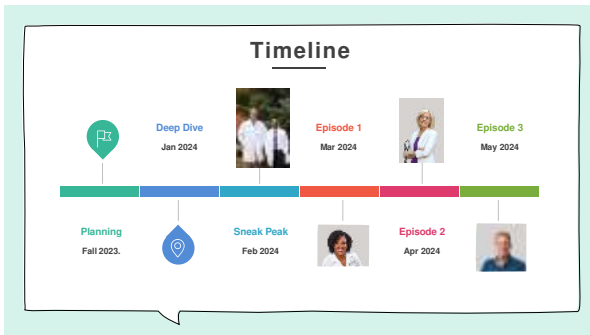 Timeline
Deep Dive
Jan 2024
Episode 1
Mar 2024
Episode 3
May 2024
Planning
Fall 2023.
Sneak Peak
Feb 2024
Episode 2
Apr 2024